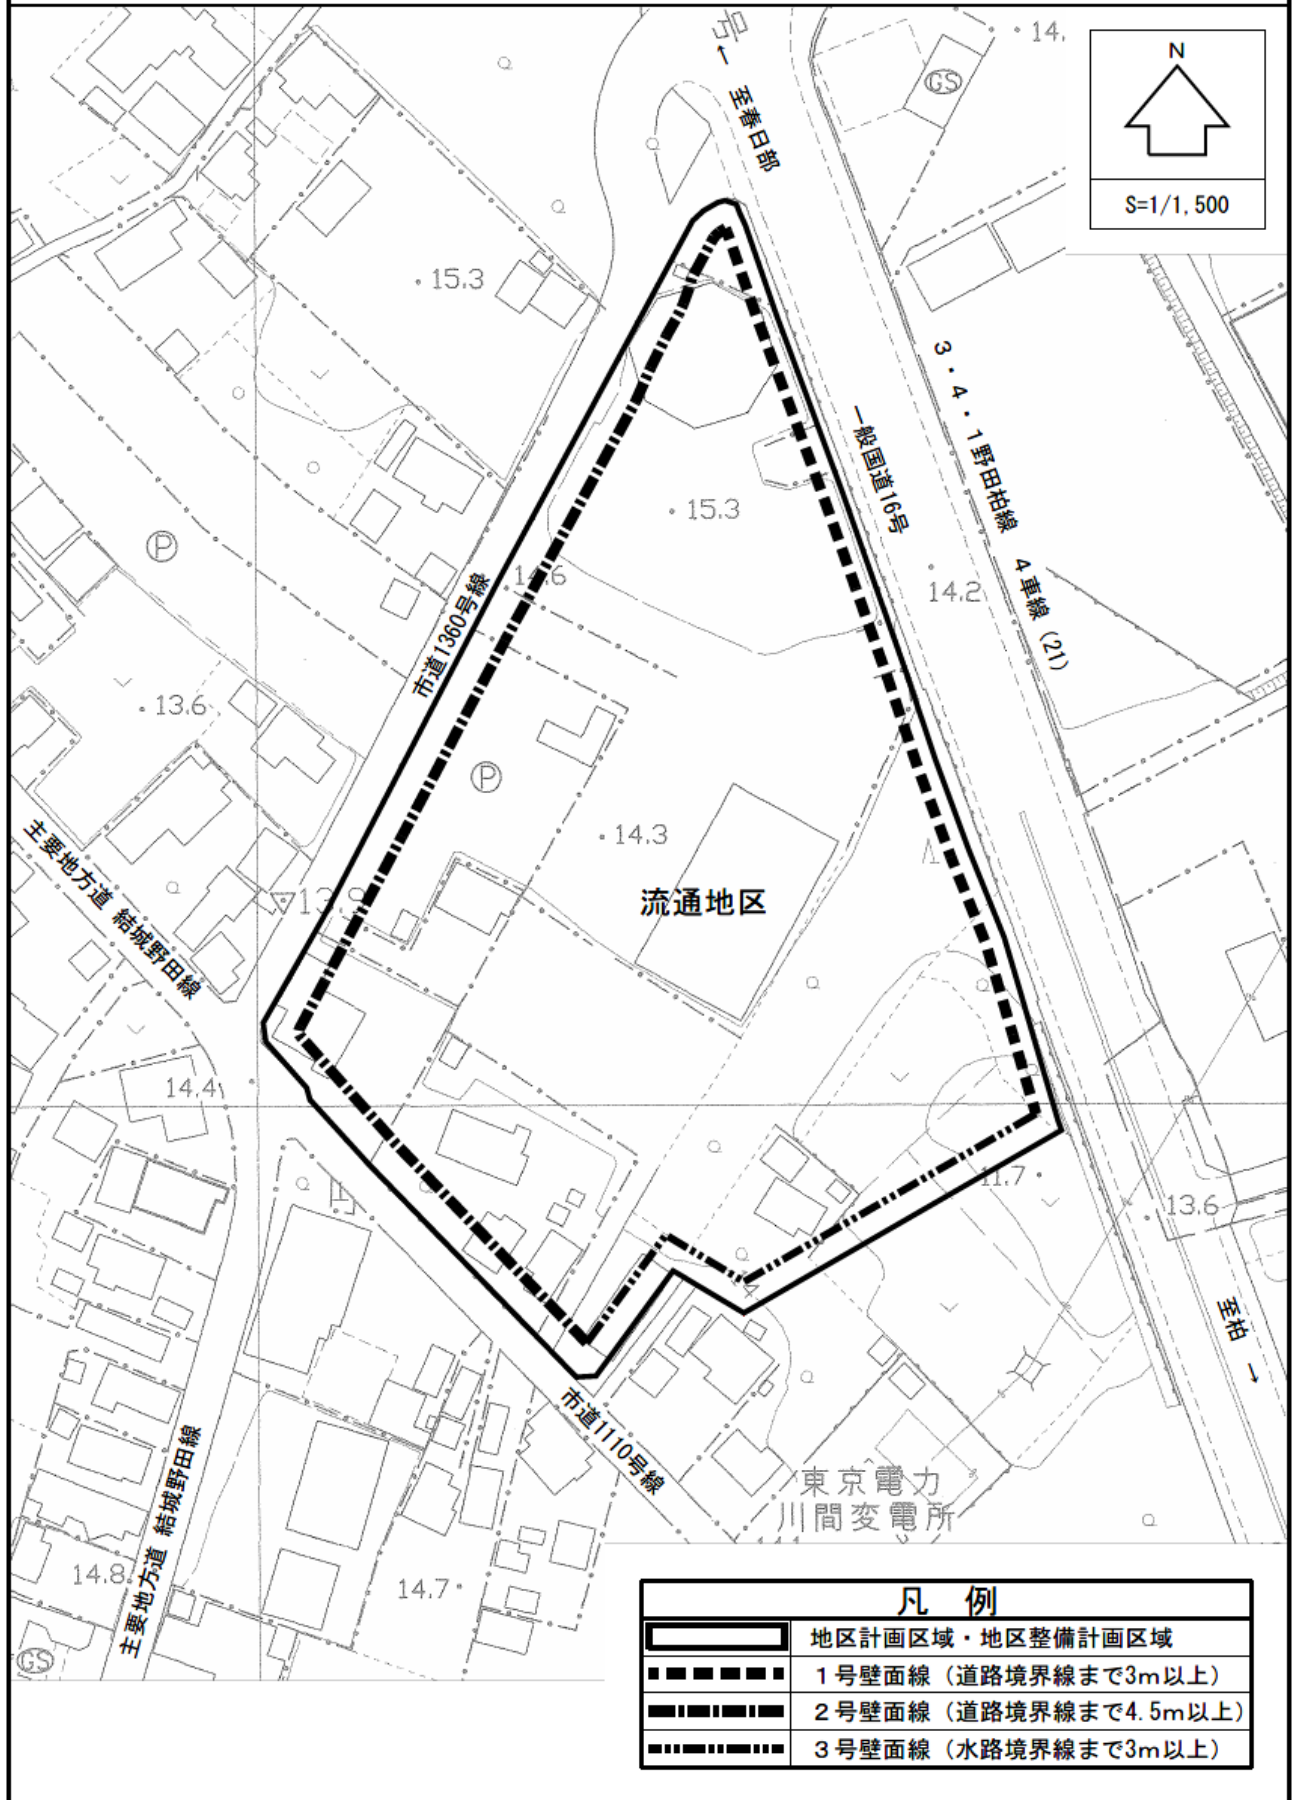 N
S=1/1,500
14.
GS
← 至春日部
15.3
3・4・1野田柏線 4車線(21)
一般国道16号
15.3
P
14.6
14.2
市道1360号線
13.6
P
14.3
主要地方道 結城野田線
流通地区
14.4
11.7
13.6
至柏 →
市道1110号線
東京電力
川間変電所
主要地方道 結城野田線
14.8
14.7
GS
凡 例
地区計画区域・地区整備計画区域
1号壁面線(道路境界線まで3m以上)
2号壁面線(道路境界線まで4.5m以上)
3号壁面線(水路境界線まで3m以上)